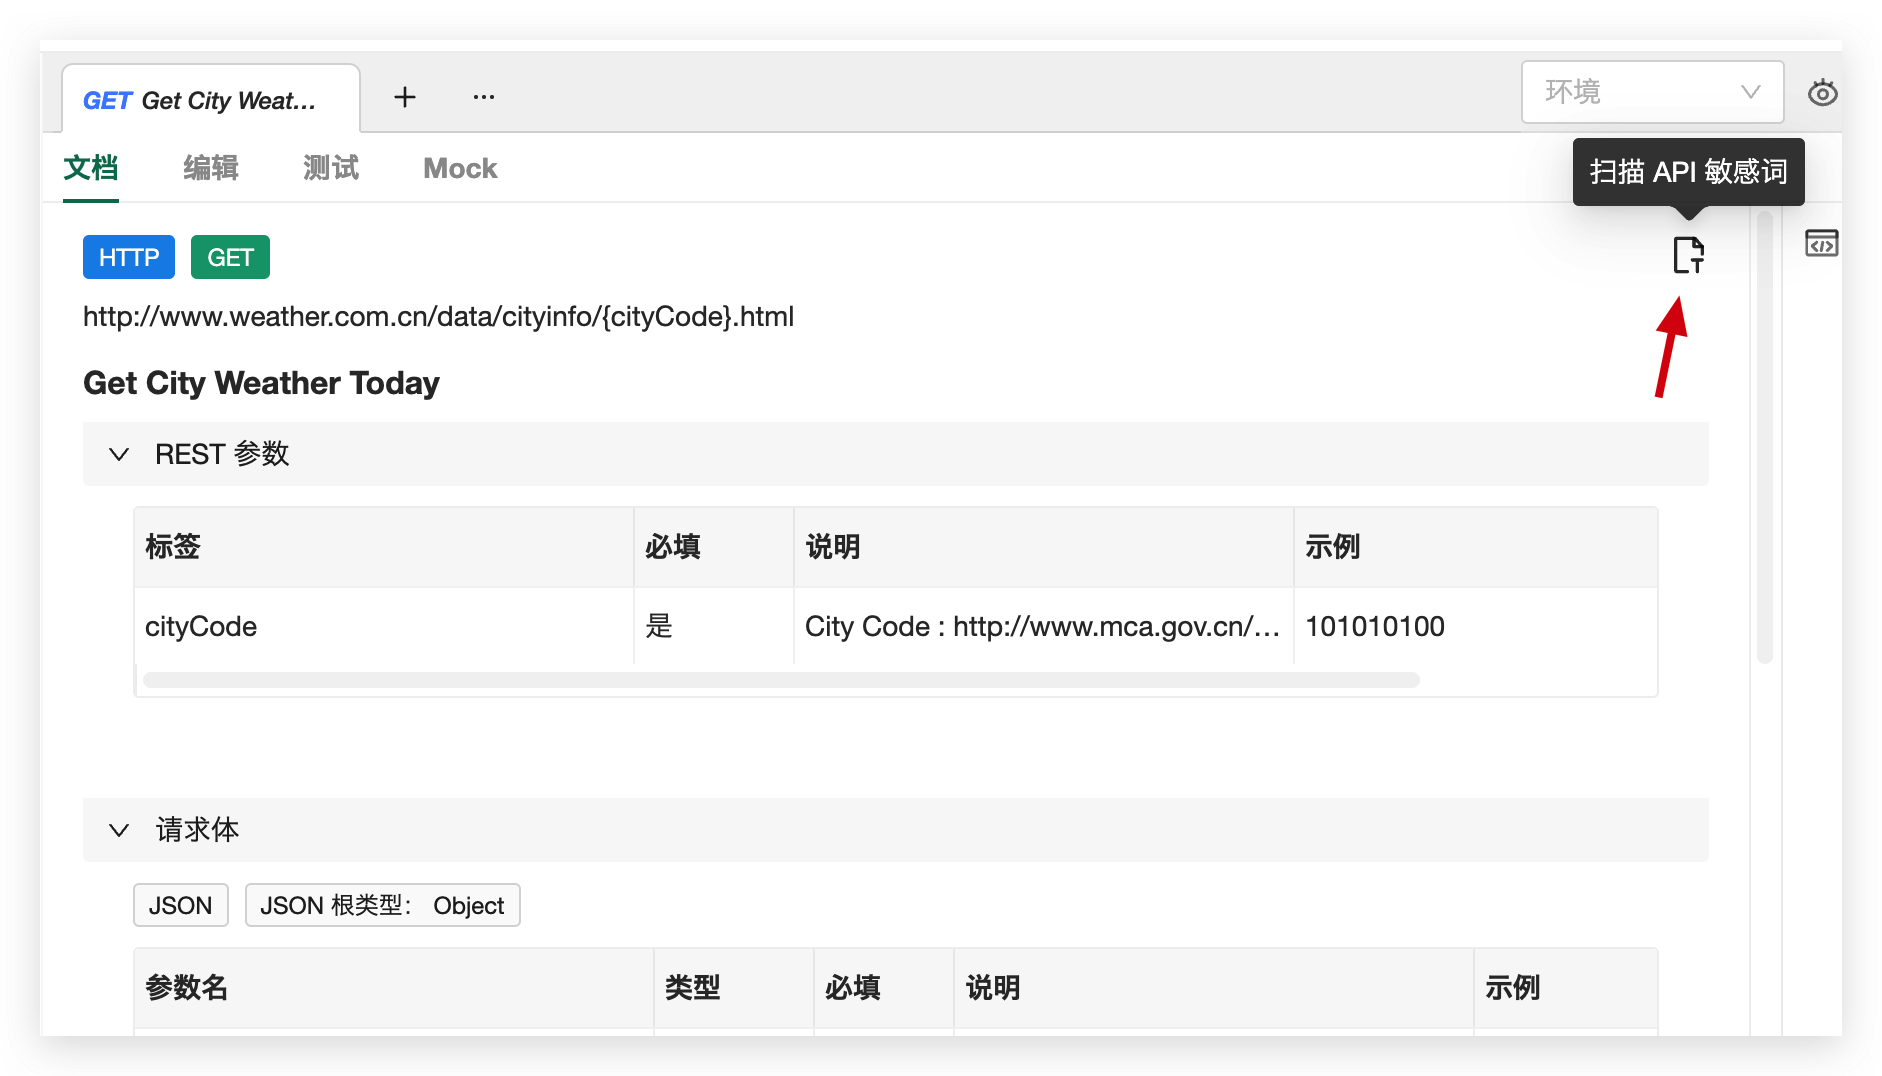 GET Get City Weat...
+
...
环境
文档 编辑 测试 Mock
扫描 API 敏感词
HTTP GET
http://www.weather.com.cn/data/cityinfo/{cityCode}.html
Get City Weather Today
REST 参数
标签 必填 说明 示例
cityCode 是 City Code : http://www.mca.gov.cn/... 101010100
请求体
JSON JSON 根类型： Object
参数名 类型 必填 说明 示例